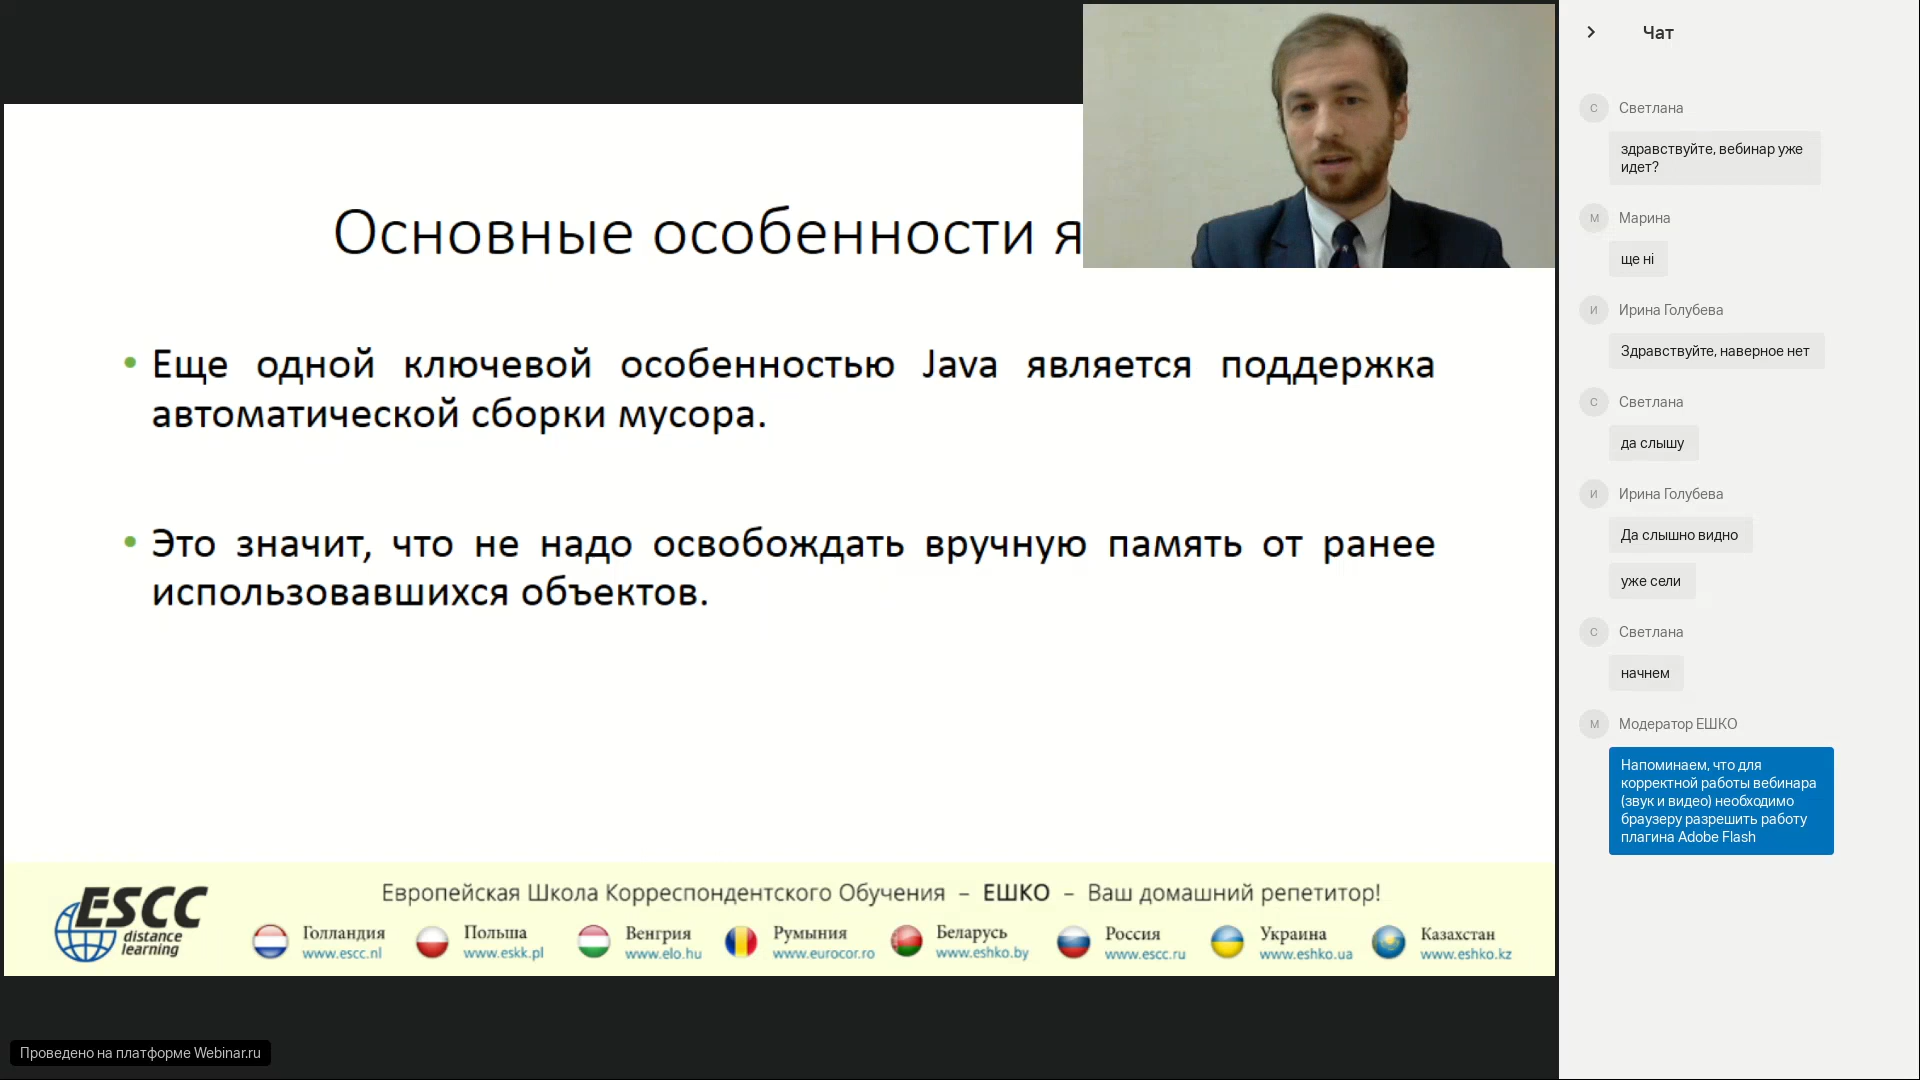 Основные особенности я
Еще одной ключевой особенностью Java является поддержка
автоматической сборки мусора.
Это значит, что не надо освобождать вручную память от ранее
использовавшихся объектов.
Европейская Школа Корреспондентского Обучения – ЕШКО – Ваш домашний репетитор!
ESCC
distance
learning
Голландия
www.escc.nl
Польша
www.eskk.pl
Венгрия
www.elo.hu
Румыния
www.eurocor.ro
Беларусь
www.eshko.by
Россия
www.escc.ru
Украина
www.eshko.ua
Казахстан
www.eshko.kz
Проведено на платформе Webinar.ru
Чат
С
Светлана
здравствуйте, вебинар уже
идет?
М
Марина
ще ні
И
Ирина Голубева
Здравствуйте, наверное нет
С
Светлана
да слышу
И
Ирина Голубева
Да слышно видно
уже сели
С
Светлана
начнем
М
Модератор ЕШКО
Напоминаем, что для
корректной работы вебинара
(звук и видео) необходимо
браузеру разрешить работу
плагина Adobe Flash